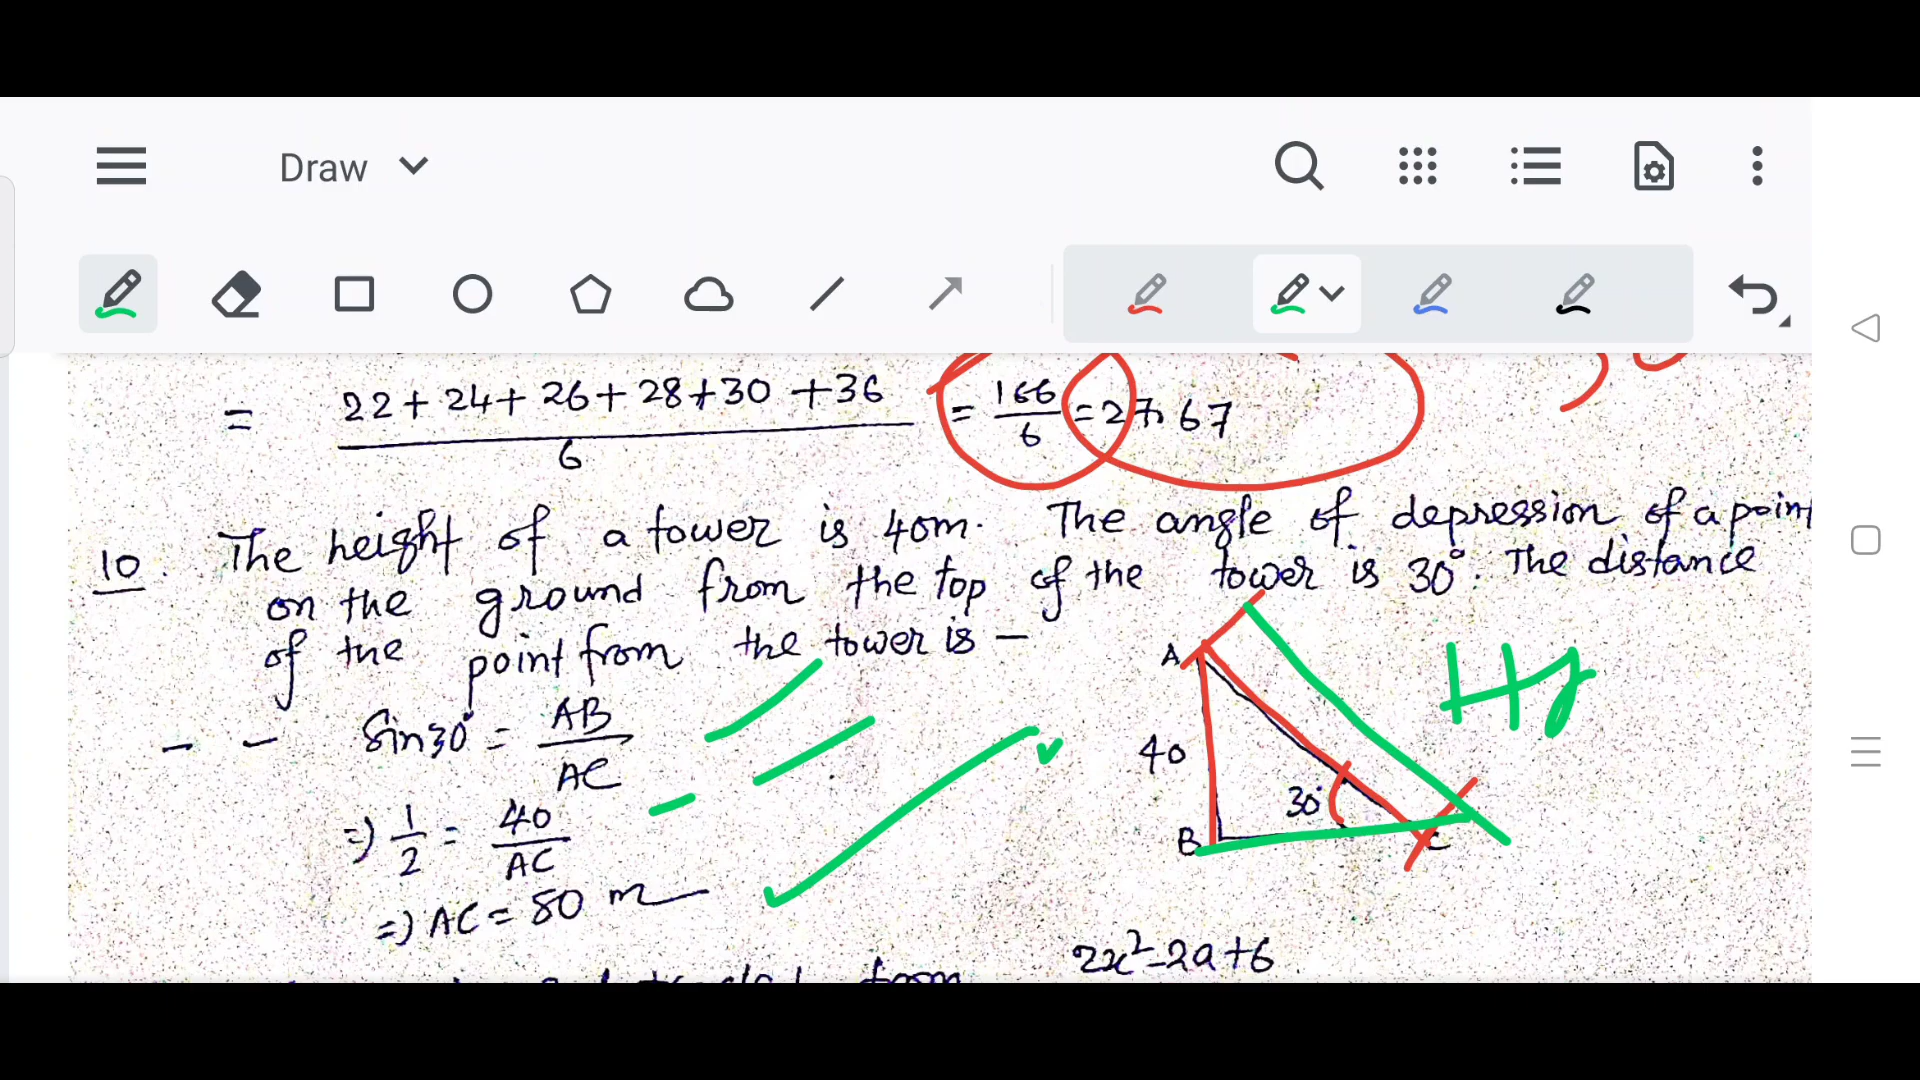 Draw
= 22 + 24 + 26 + 28 + 30 + 36 / 6 = 166 / 6 = 27.67
10. The height of a tower is 40m. The angle of depression of a point
on the ground from the top of the tower is 30°. The distance
of the point from the tower is —
Sin30° = AB / AC
=) 1/2 = 40 / AC
=) AC = 80 m
A
40
30°
B
C
Hy
2x²-2a+6
from